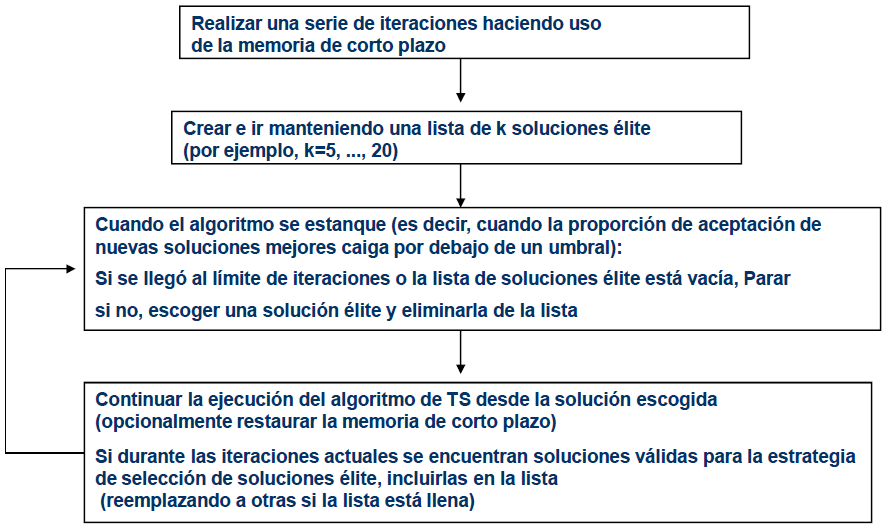 Realizar una serie de iteraciones haciendo uso
de la memoria de corto plazo
Crear e ir manteniendo una lista de k soluciones élite
(por ejemplo, k=5, ..., 20)
Cuando el algoritmo se estanque (es decir, cuando la proporción de aceptación de
nuevas soluciones mejores caiga por debajo de un umbral):
Si se llegó al límite de iteraciones o la lista de soluciones élite está vacía, Parar
si no, escoger una solución élite y eliminarla de la lista
Continuar la ejecución del algoritmo de TS desde la solución escogida
(opcionalmente restaurar la memoria de corto plazo)
Si durante las iteraciones actuales se encuentran soluciones válidas para la estrategia
de selección de soluciones élite, incluirlas en la lista
(reemplazando a otras si la lista está llena)